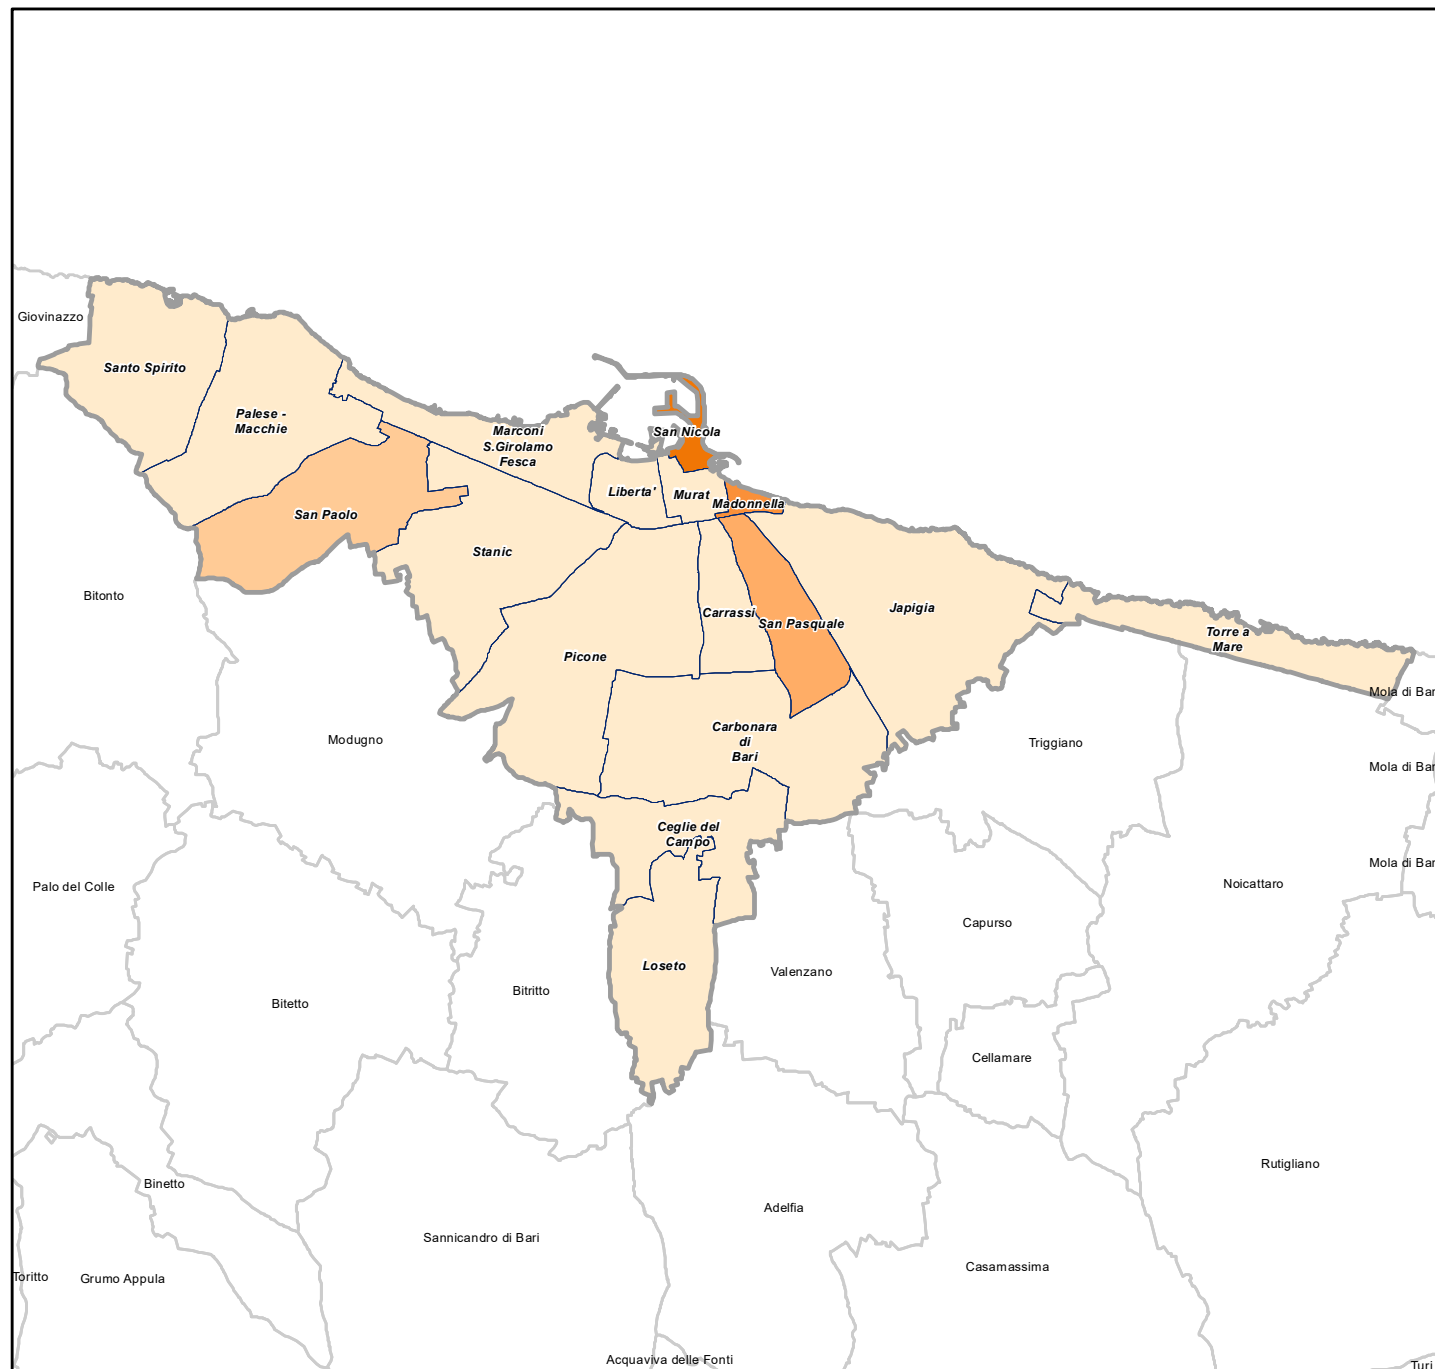 Giovinazzo
Santo Spirito
Palese -
Macchie
Marconi
S.Girolamo
Fesca
San Nicola
Liberta'
Murat
Madonnella
San Paolo
Stanic
Bitonto
Carrassi
San Pasquale
Japigia
Torre a
Mare
Picone
Mola di Bar
Modugno
Carbonara
di
Bari
Triggiano
Mola di Bar
Ceglie del
Campo
Mola di Bar
Palo del Colle
Noicattaro
Capurso
Loseto
Valenzano
Bitetto
Bitritto
Cellamare
Rutigliano
Binetto
Adelfia
Sannicandro di Bari
Casamassima
Toritto
Grumo Appula
Acquaviva delle Fonti
Turi